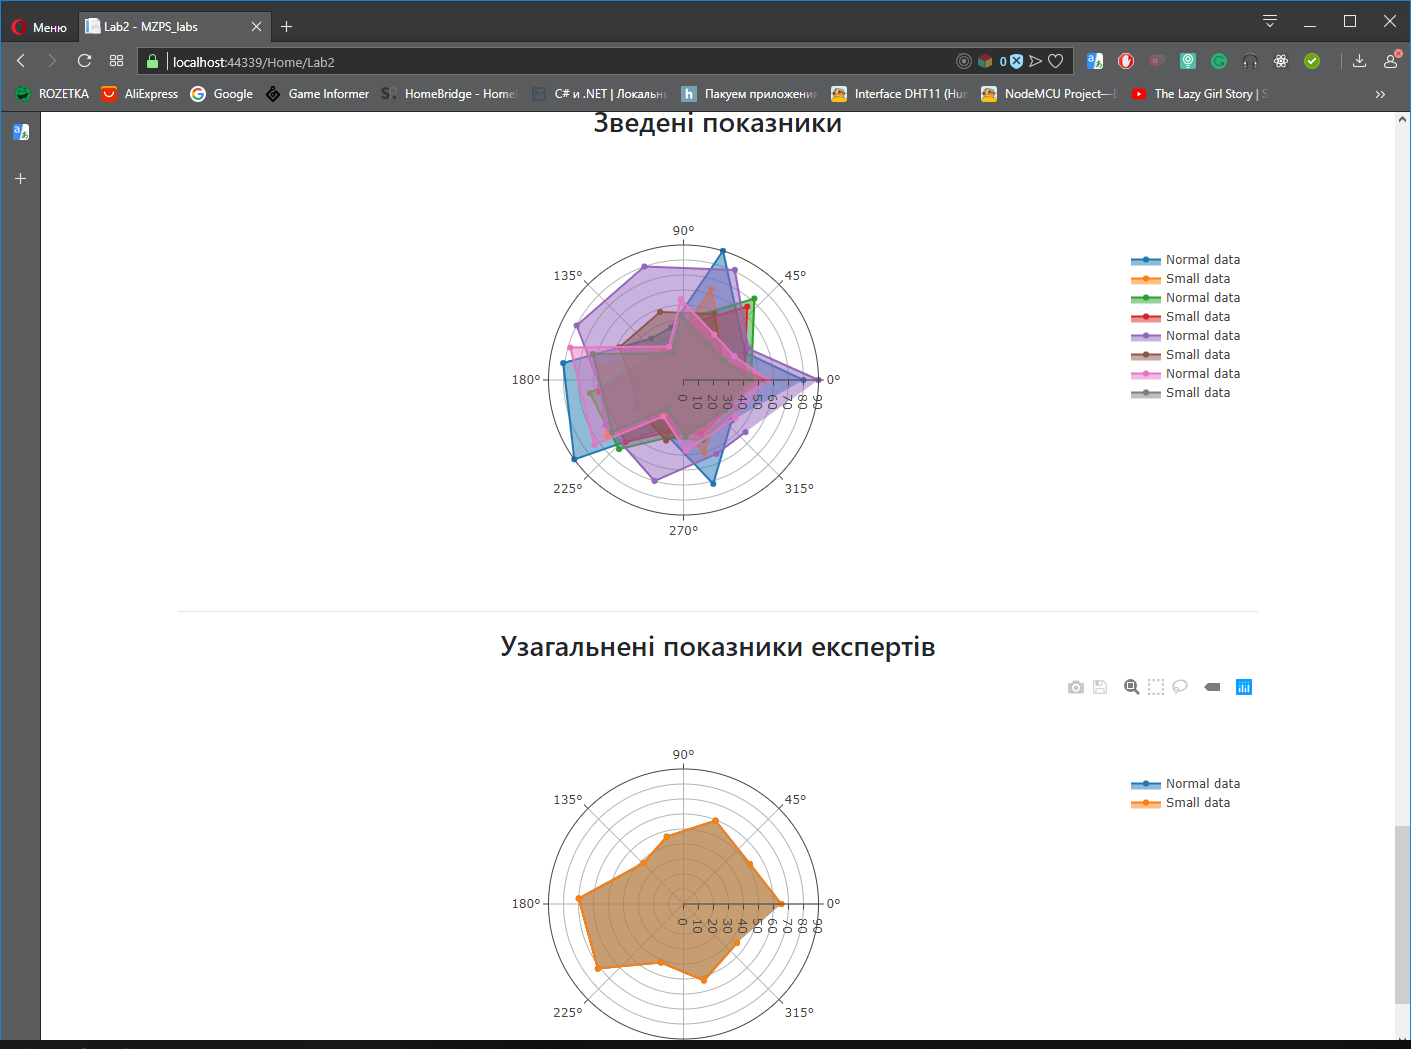 Меню
Lab2 - MZPS_labs
localhost:44339/Home/Lab2
0
ROZETKA
AliExpress
Google
Game Informer
HomeBridge - Home
C# и .NET | Локальн
Пакуем приложения
Interface DHT11 (Hur
NodeMCU Project—
The Lazy Girl Story |
Зведені показники
90°
135°
45°
180°
0°
0 10 20 30 40 50 60 70 80 90
225°
315°
270°
Normal data
Small data
Normal data
Small data
Normal data
Small data
Normal data
Small data
Узагальнені показники експертів
90°
135°
45°
180°
0°
0 10 20 30 40 50 60 70 80 90
225°
315°
Normal data
Small data